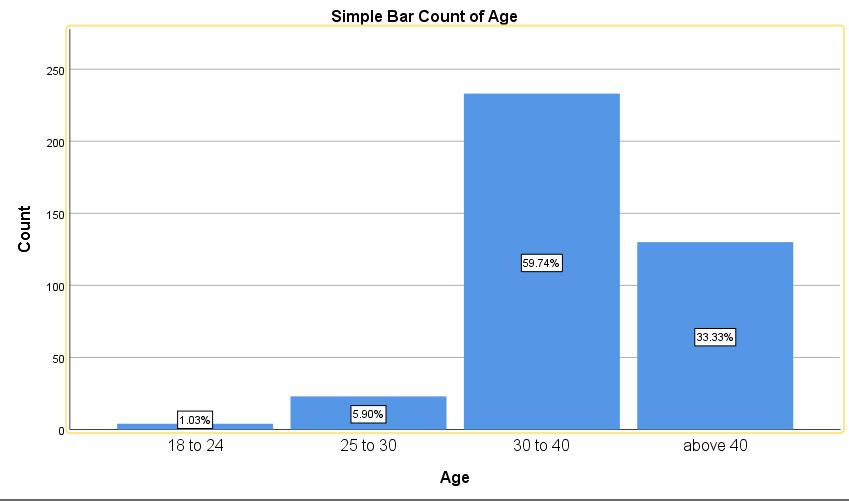 Simple Bar Count of Age
250
200
150
100
50
0
Count
1.03%
5.90%
59.74%
33.33%
18 to 24
25 to 30
30 to 40
above 40
Age